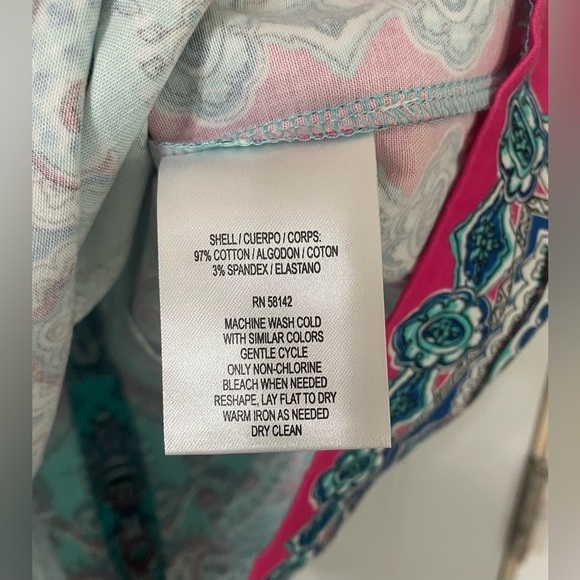 SHELL / CUERPO / CORPS:
97% COTTON / ALGODON / COTON
3% SPANDEX / ELASTANO
RN 58142
MACHINE WASH COLD
WITH SIMILAR COLORS
GENTLE CYCLE
ONLY NON-CHLORINE
BLEACH WHEN NEEDED
RESHAPE, LAY FLAT TO DRY
WARM IRON AS NEEDED
DRY CLEAN